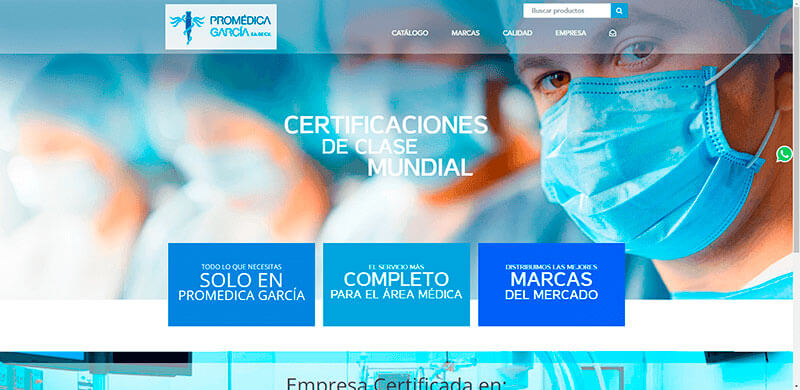 PROMÉDICA
GARCÍA S.A. DE C.V.
Buscar productos
CATÁLOGO MARCAS CALIDAD EMPRESA
CERTIFICACIONES
DE CLASE
MUNDIAL
TODO LO QUE NECESITAS
SOLO EN
PROMEDICA GARCÍA
EL SERVICIO MÁS
COMPLETO
PARA EL ÁREA MÉDICA
DISTRIBUIMOS LAS MEJORES
MARCAS
DEL MERCADO
Empresa Certificada en: